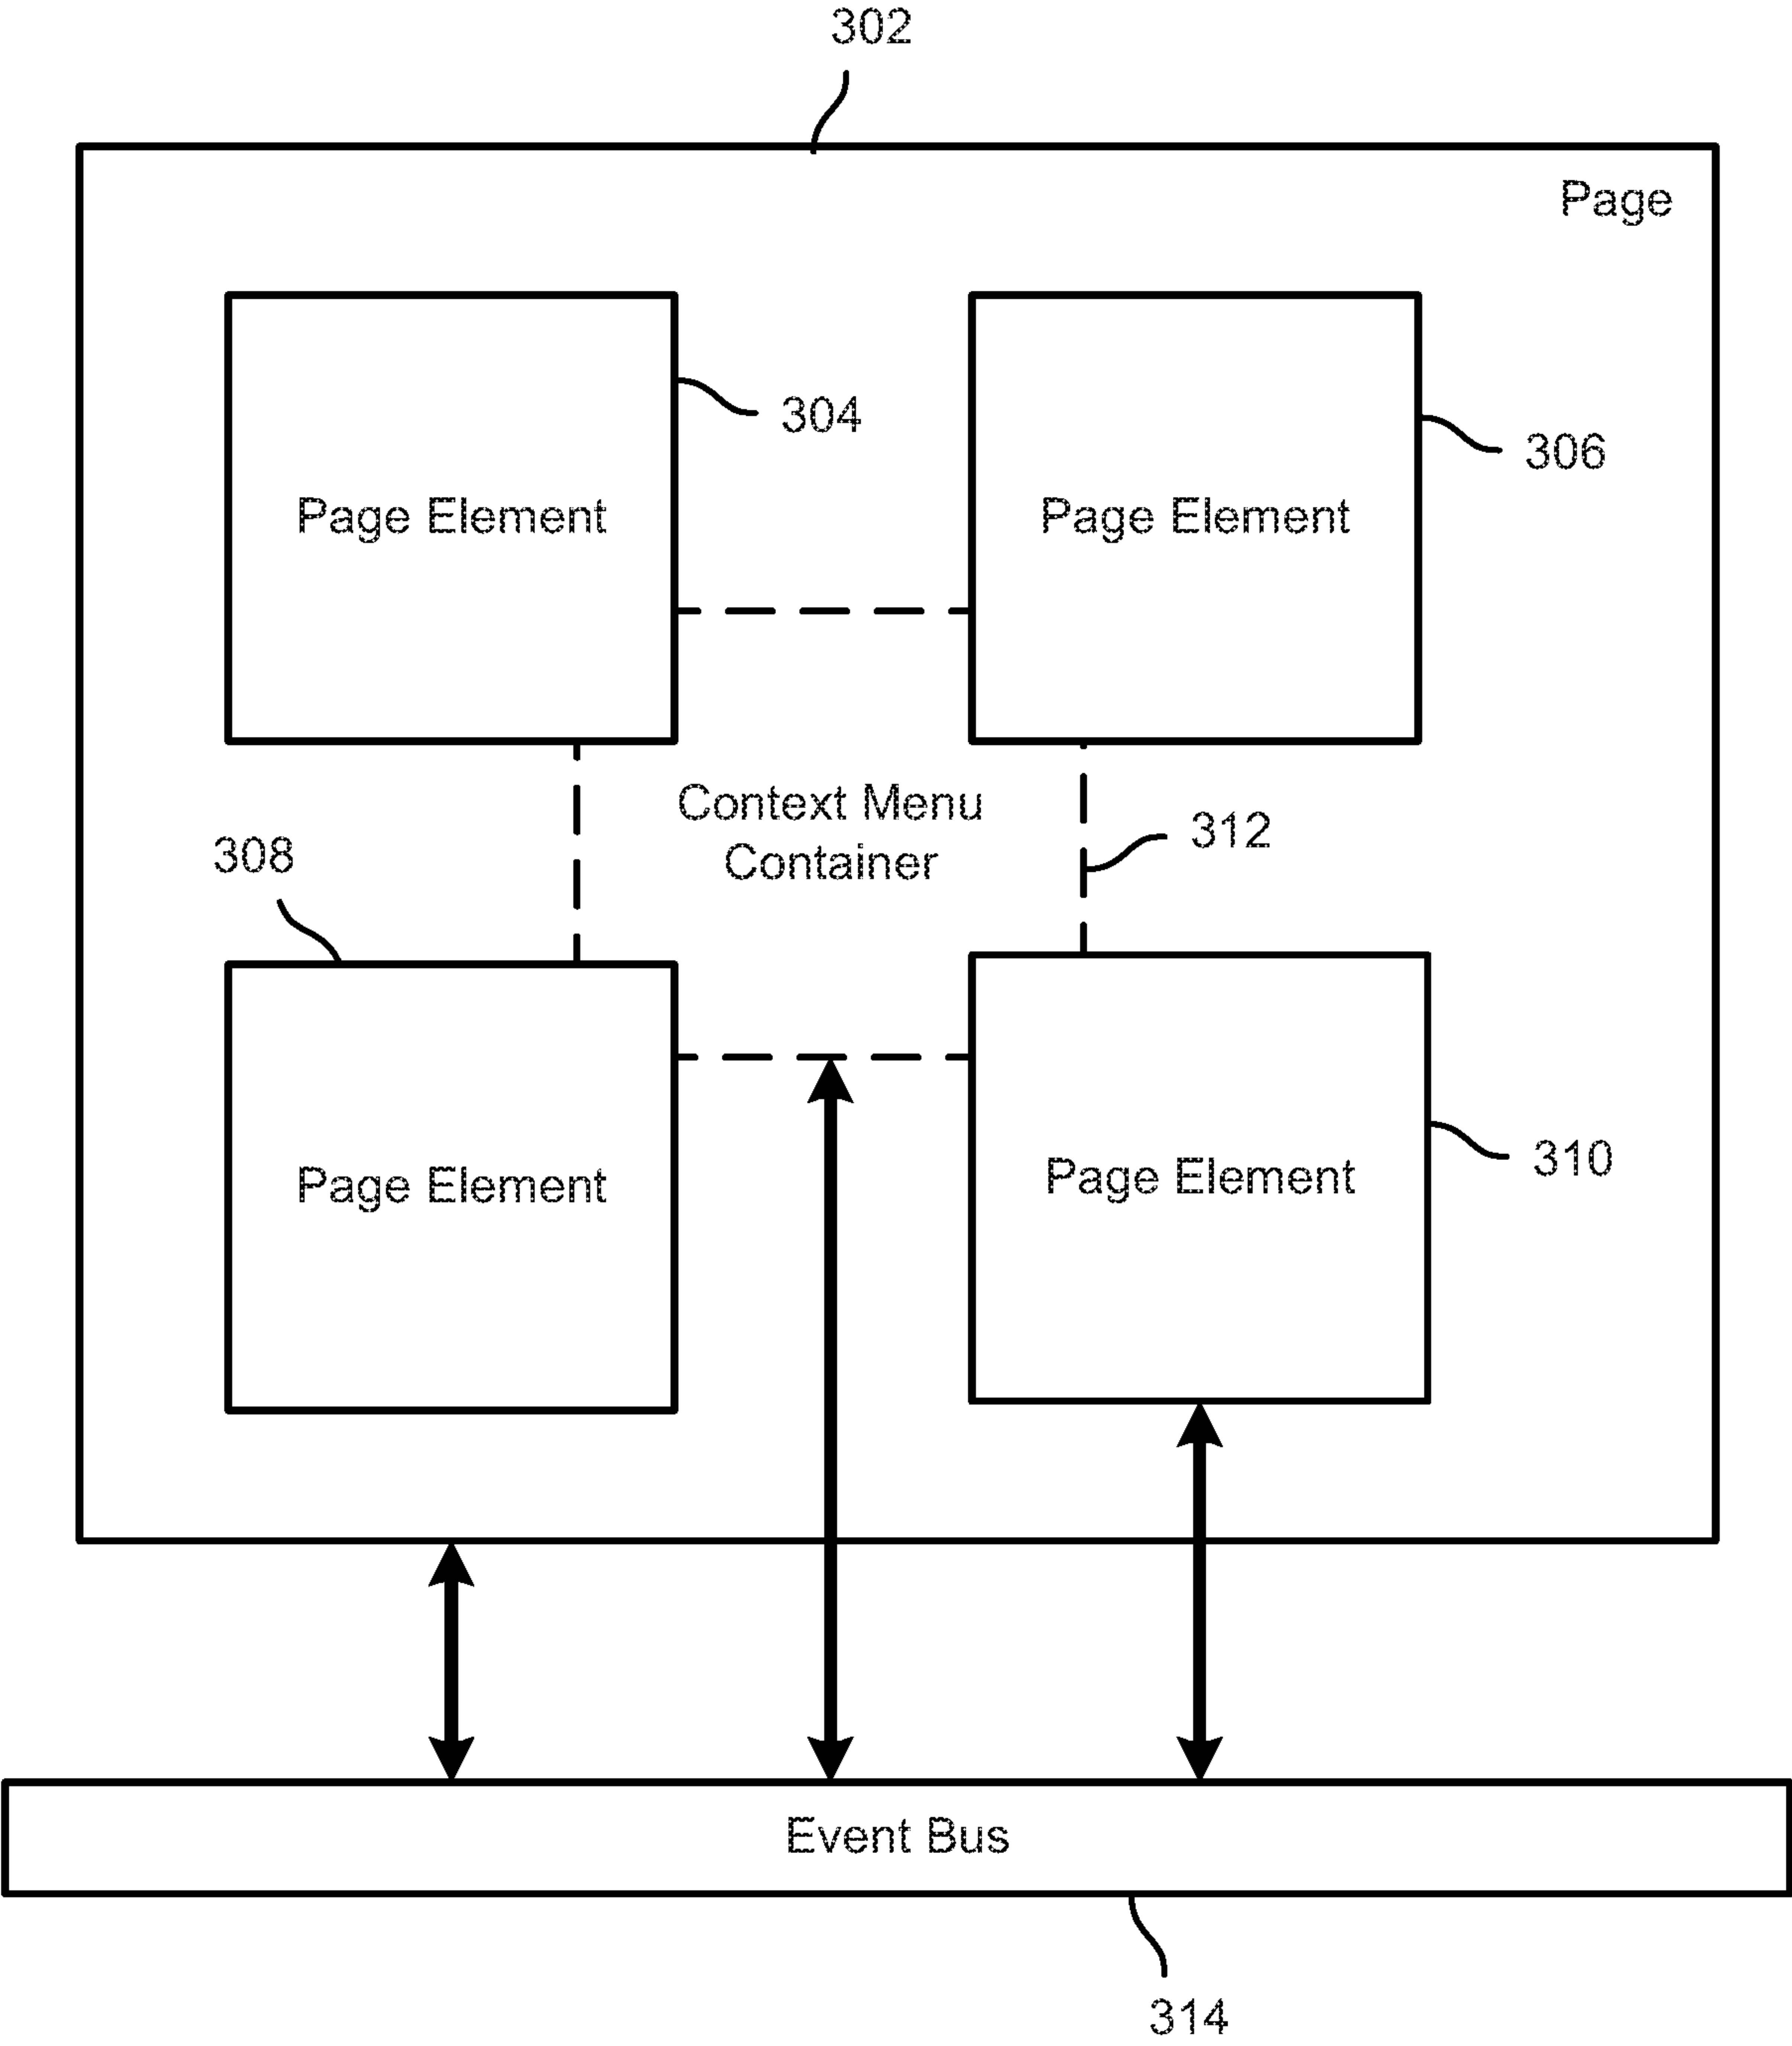 302
Page
304
306
Page Element
Page Element
Context Menu
Container
312
308
Page Element
Page Element
310
Event Bus
314